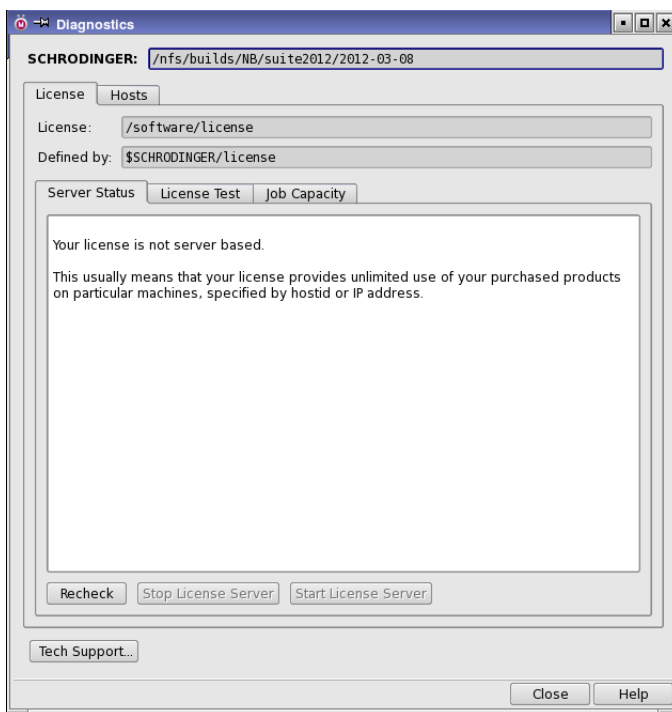 Diagnostics
SCHRODINGER: /nfs/builds/NB/suite2012/2012-03-08
License Hosts
License: /software/license
Defined by: $SCHRODINGER/license
Server Status License Test Job Capacity
Your license is not server based.
This usually means that your license provides unlimited use of your purchased products
on particular machines, specified by hostid or IP address.
Recheck Stop License Server Start License Server
Tech Support...
Close Help